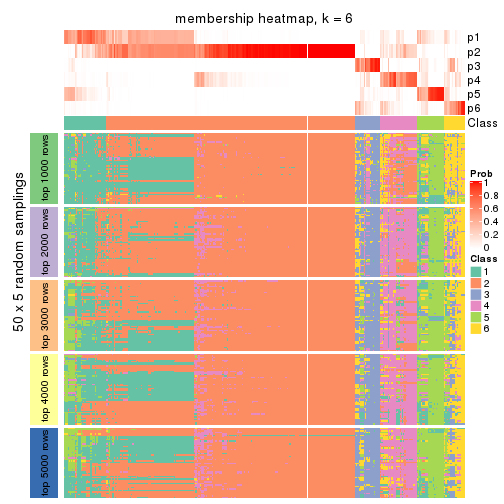 membership heatmap, k = 6
p1
p2
p3
p4
p5
p6
Class
50 x 5 random samplings
top 1000 rows
top 2000 rows
top 3000 rows
top 4000 rows
top 5000 rows
Prob
1
0.8
0.6
0.4
0.2
0
Class
1
2
3
4
5
6